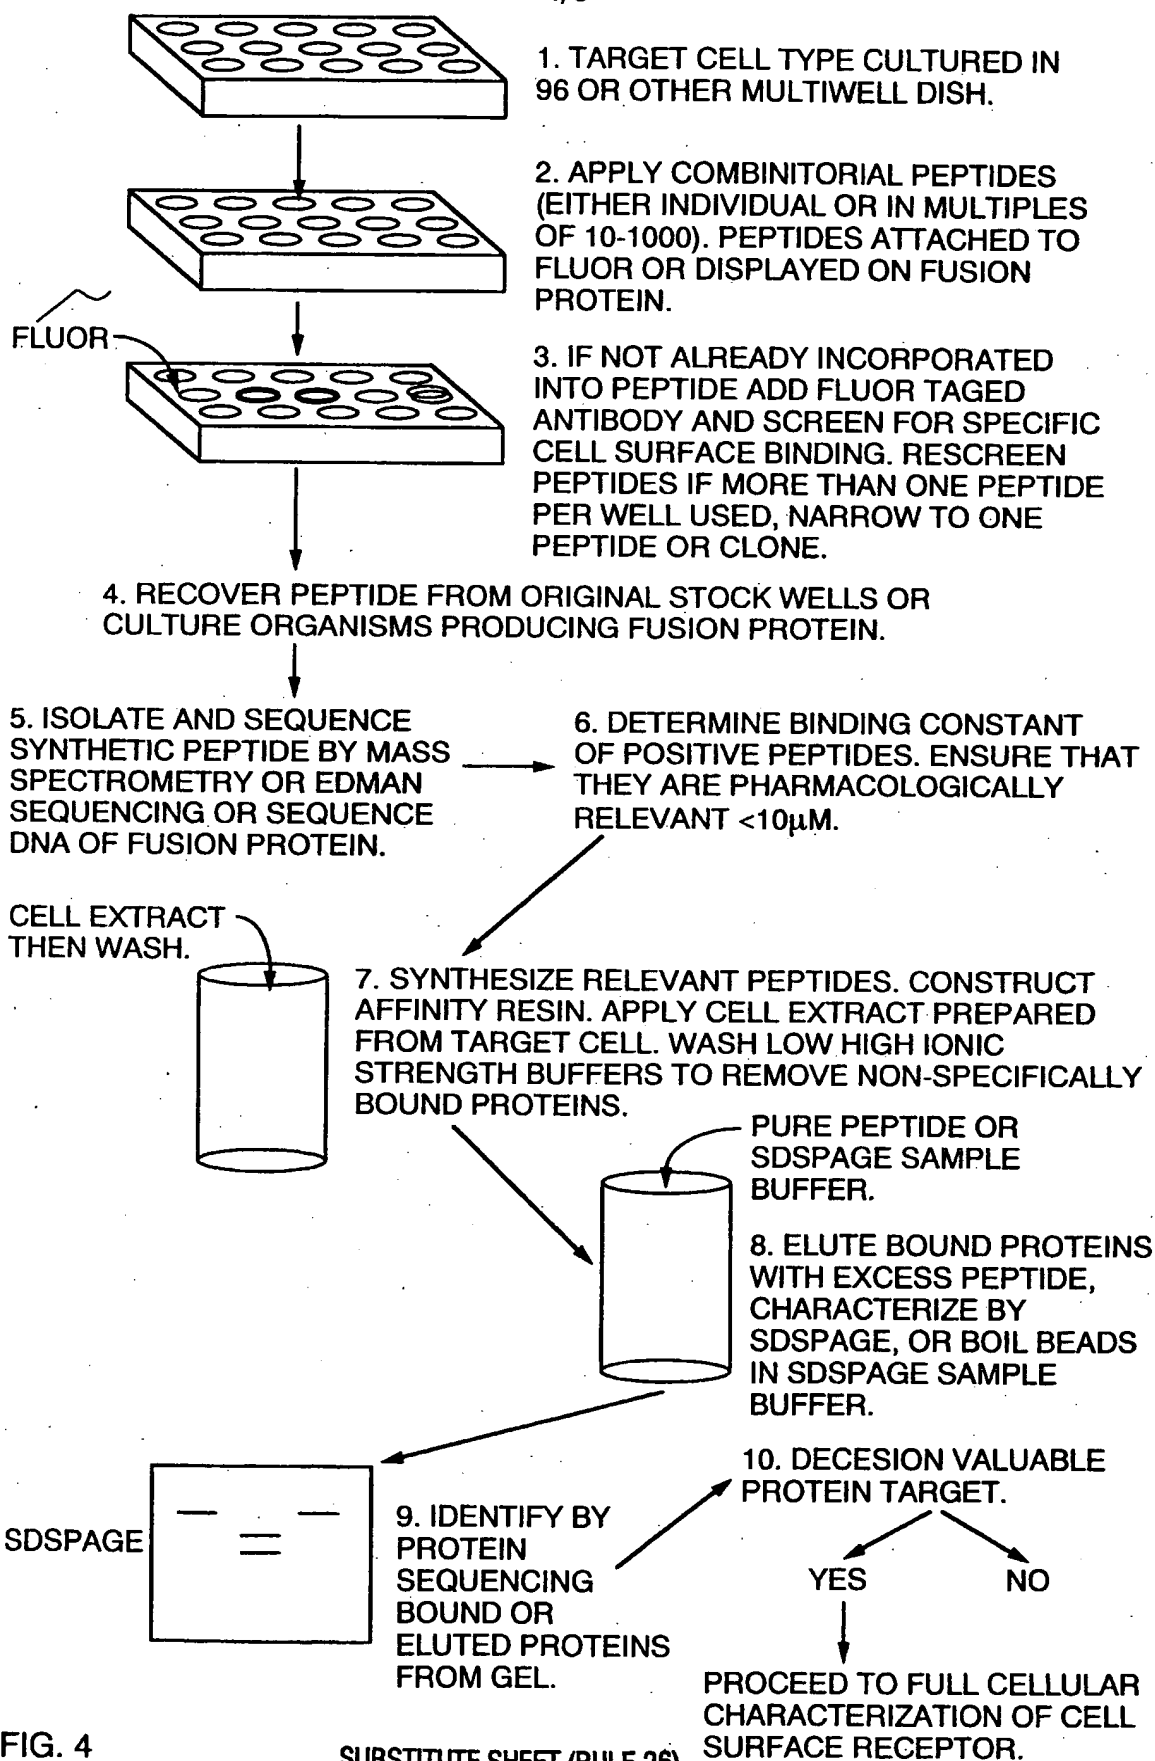 1. TARGET CELL TYPE CULTURED IN
96 OR OTHER MULTIWELL DISH.
2. APPLY COMBINITORIAL PEPTIDES
(EITHER INDIVIDUAL OR IN MULTIPLES
OF 10-1000). PEPTIDES ATTACHED TO
FLUOR OR DISPLAYED ON FUSION
PROTEIN.
FLUOR
3. IF NOT ALREADY INCORPORATED
INTO PEPTIDE ADD FLUOR TAGED
ANTIBODY AND SCREEN FOR SPECIFIC
CELL SURFACE BINDING. RESCREEN
PEPTIDES IF MORE THAN ONE PEPTIDE
PER WELL USED, NARROW TO ONE
PEPTIDE OR CLONE.
4. RECOVER PEPTIDE FROM ORIGINAL STOCK WELLS OR
CULTURE ORGANISMS PRODUCING FUSION PROTEIN.
5. ISOLATE AND SEQUENCE
SYNTHETIC PEPTIDE BY MASS
SPECTROMETRY OR EDMAN
SEQUENCING OR SEQUENCE
DNA OF FUSION PROTEIN.
6. DETERMINE BINDING CONSTANT
OF POSITIVE PEPTIDES. ENSURE THAT
THEY ARE PHARMACOLOGICALLY
RELEVANT <10µM.
CELL EXTRACT
THEN WASH.
7. SYNTHESIZE RELEVANT PEPTIDES. CONSTRUCT
AFFINITY RESIN. APPLY CELL EXTRACT PREPARED
FROM TARGET CELL. WASH LOW HIGH IONIC
STRENGTH BUFFERS TO REMOVE NON-SPECIFICALLY
BOUND PROTEINS.
PURE PEPTIDE OR
SDSPAGE SAMPLE
BUFFER.
8. ELUTE BOUND PROTEINS
WITH EXCESS PEPTIDE,
CHARACTERIZE BY
SDSPAGE, OR BOIL BEADS
IN SDSPAGE SAMPLE
BUFFER.
SDSPAGE
9. IDENTIFY BY
PROTEIN
SEQUENCING
BOUND OR
ELUTED PROTEINS
FROM GEL.
10. DECESION VALUABLE
PROTEIN TARGET.
YES
NO
PROCEED TO FULL CELLULAR
CHARACTERIZATION OF CELL
SURFACE RECEPTOR.
FIG. 4
SUBSTITUTE SHEET (RULE 26)